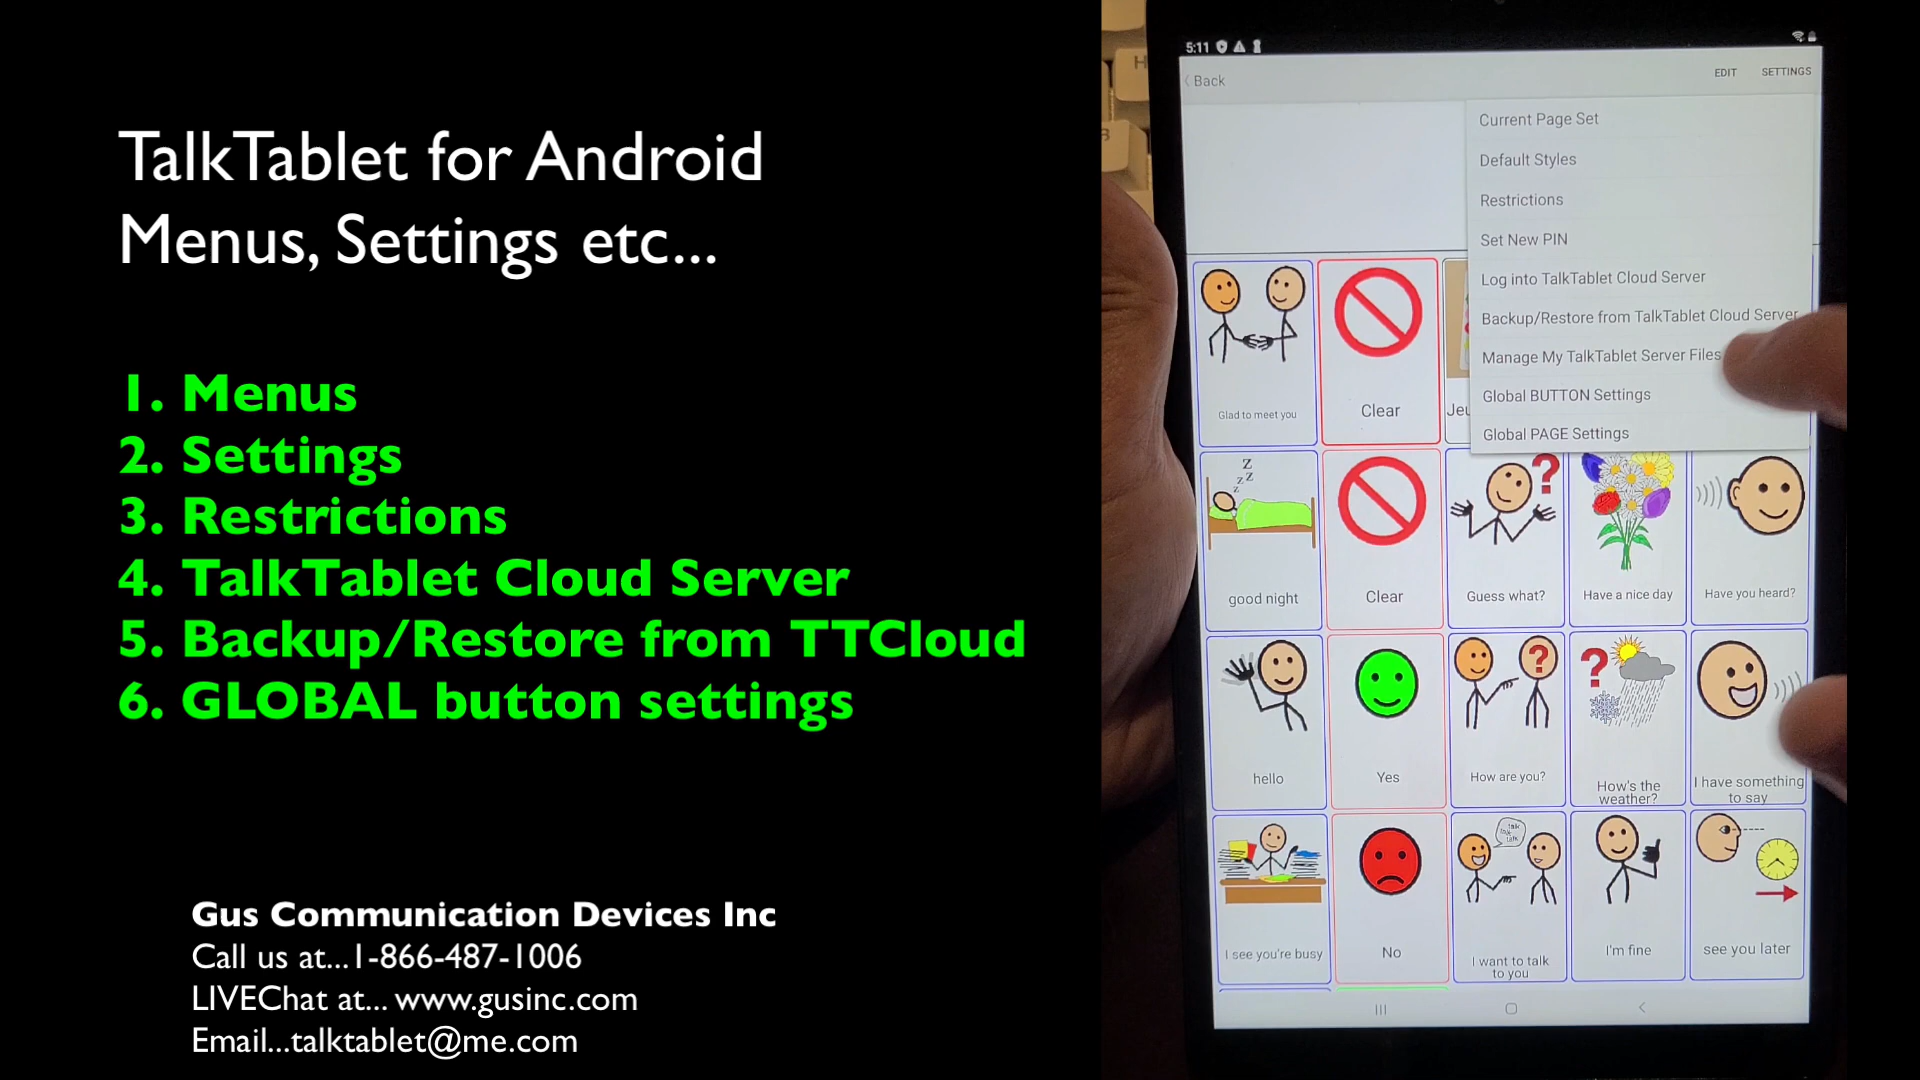 TalkTablet for Android
Menus, Settings etc...
1. Menus
2. Settings
3. Restrictions
4. TalkTablet Cloud Server
5. Backup/Restore from TTCloud
6. GLOBAL button settings
Gus Communication Devices Inc
Call us at...1-866-487-1006
LIVEChat at... www.gusinc.com
Email...talktablet@me.com
5:11
Back
EDIT SETTINGS
Current Page Set
Default Styles
Restrictions
Set New PIN
Log into TalkTablet Cloud Server
Backup/Restore from TalkTablet Cloud Server
Manage My TalkTablet Server Files
Global BUTTON Settings
Global PAGE Settings
Glad to meet you
Clear
Z
Z Z
Z
good night
Clear
?
Guess what?
Have a nice day
Have you heard?
hello
Yes
?
How are you?
?
How's the
weather?
I have something
to say
I see you're busy
No
talk
talk
talk
I want to talk
to you
I'm fine
see you later